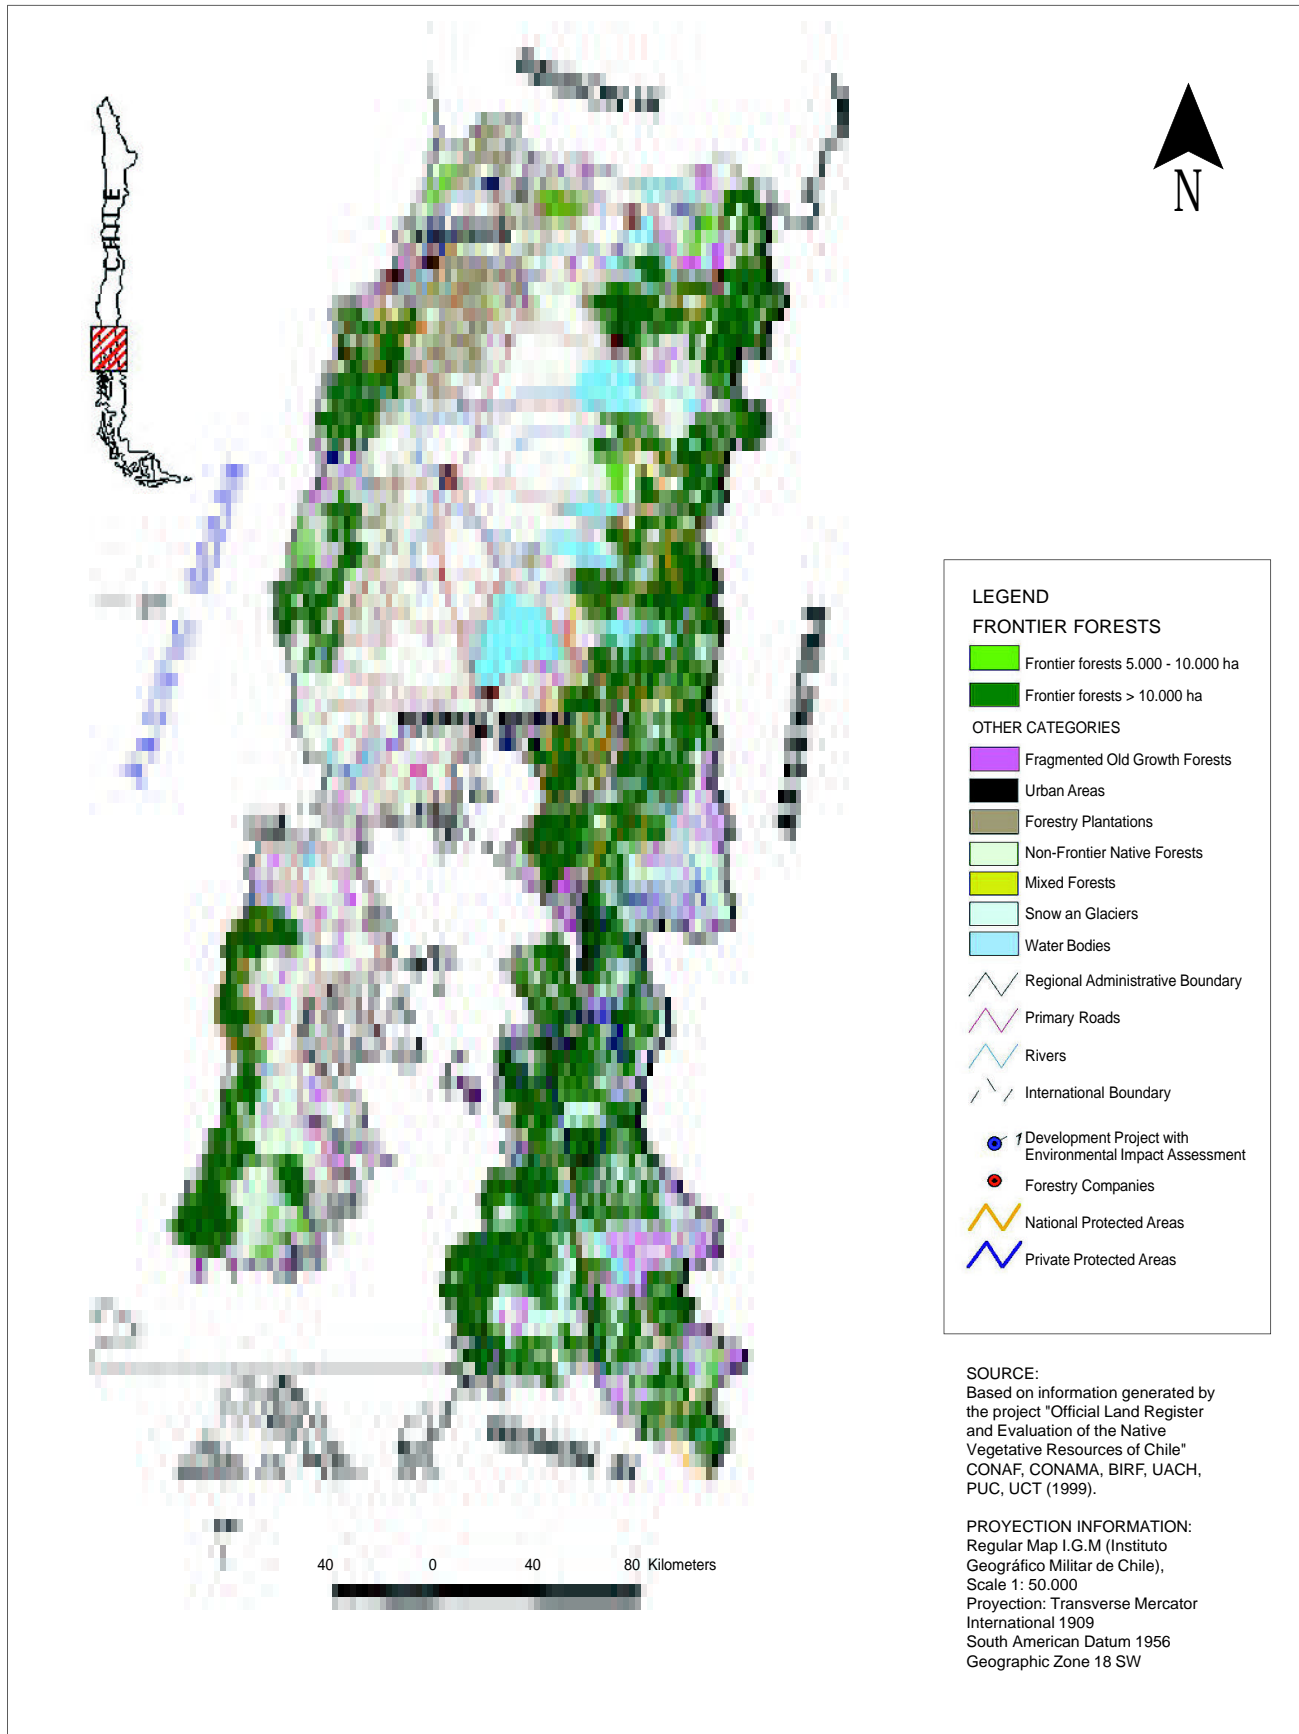 CHILE
N
LEGEND
FRONTIER FORESTS
Frontier forests 5.000 - 10.000 ha
Frontier forests > 10.000 ha
OTHER CATEGORIES
Fragmented Old Growth Forests
Urban Areas
Forestry Plantations
Non-Frontier Native Forests
Mixed Forests
Snow an Glaciers
Water Bodies
Regional Administrative Boundary
Primary Roads
Rivers
International Boundary
1 Development Project with
Environmental Impact Assessment
Forestry Companies
National Protected Areas
Private Protected Areas
SOURCE:
Based on information generated by
the project "Official Land Register
and Evaluation of the Native
Vegetative Resources of Chile"
CONAF, CONAMA, BIRF, UACH,
PUC, UCT (1999).
PROYECTION INFORMATION:
Regular Map I.G.M (Instituto
Geográfico Militar de Chile),
Scale 1: 50.000
Proyection: Transverse Mercator
International 1909
South American Datum 1956
Geographic Zone 18 SW
40 0 40 80 Kilometers